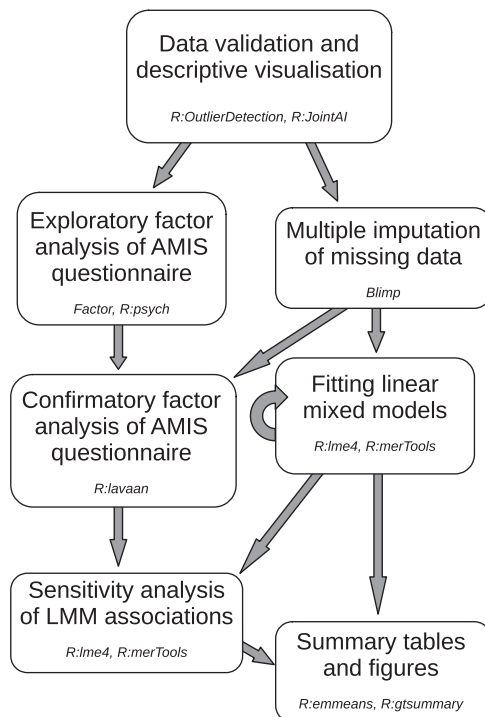 Data validation and
descriptive visualisation
R:OutlierDetection, R:JointAI
Exploratory factor
analysis of AMIS
questionnaire
Factor, R:psych
Multiple imputation
of missing data
Blimp
Confirmatory factor
analysis of AMIS
questionnaire
R:lavaan
Fitting linear
mixed models
R:lme4, R:merTools
Sensitivity analysis
of LMM associations
R:lme4, R:merTools
Summary tables
and figures
R:emmeans, R:gtsummary